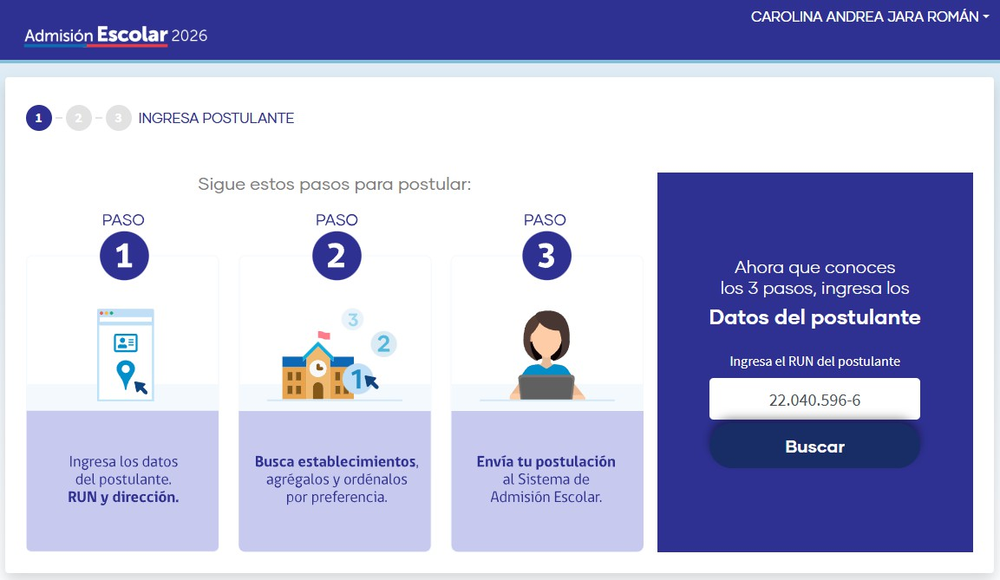 CAROLINA ANDREA JARA ROMÁN
Admisión Escolar 2026
1 2 3 INGRESA POSTULANTE
Sigue estos pasos para postular:
PASO
1
Ingresa los datos
del postulante.
RUN y dirección.
PASO
2
3
2
1
Busca establecimientos,
agrégalos y ordénalos
por preferencia.
PASO
3
Envía tu postulación
al Sistema de
Admisión Escolar.
Ahora que conoces
los 3 pasos, ingresa los
Datos del postulante
Ingresa el RUN del postulante
22.040.596-6
Buscar